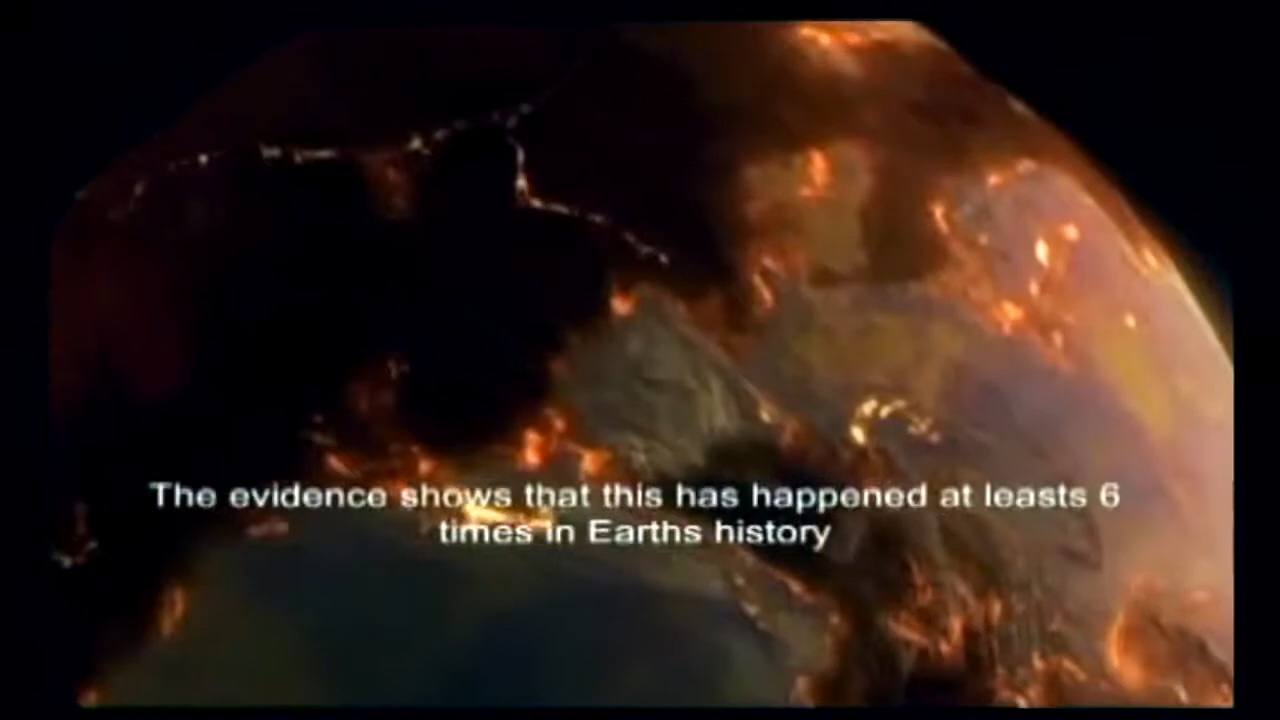 The evidence shows that this has happened at leasts 6
times in Earths history